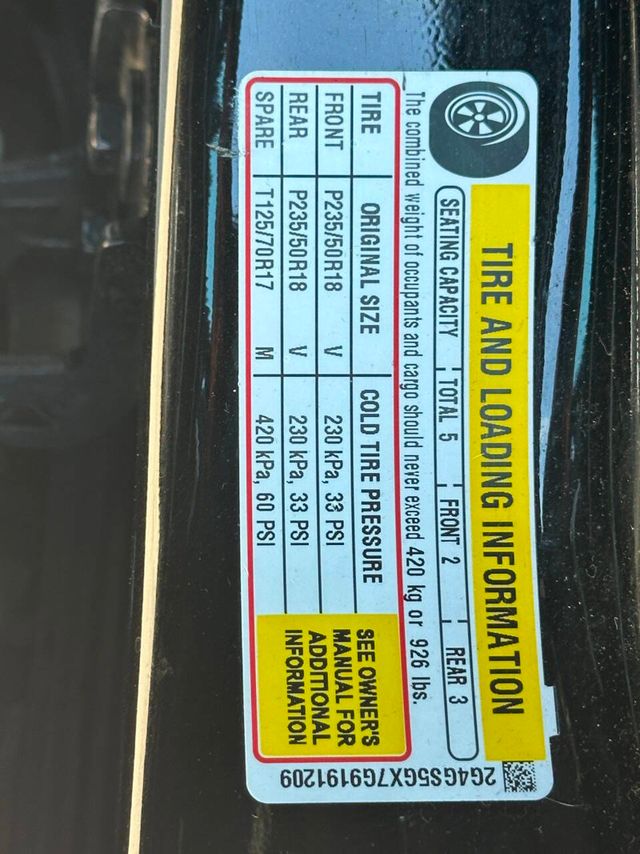 TIRE AND LOADING INFORMATION
SEATING CAPACITY TOTAL 5 FRONT 2 REAR 3
The combined weight of occupants and cargo should never exceed 420 kg or 926 lbs.
TIRE ORIGINAL SIZE COLD TIRE PRESSURE
FRONT P235/50R18 V 230 kPa, 33 PSI
REAR P235/50R18 V 230 kPa, 33 PSI
SPARE T125/70R17 M 420 kPa, 60 PSI
SEE OWNER'S
MANUAL FOR
ADDITIONAL
INFORMATION
2G4GS5GX7G9191209